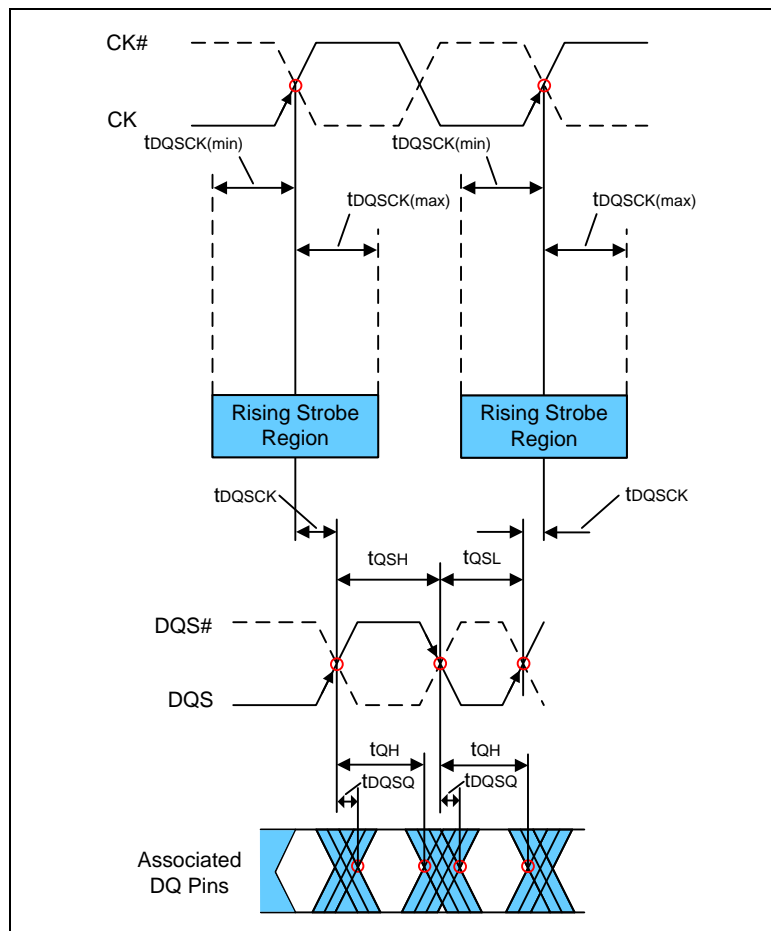 CK#
CK
tDQSCK(min)
tDQSCK(min)
tDQSCK(max)
tDQSCK(max)
Rising Strobe
Region
Rising Strobe
Region
tDQSCK
tDQSCK
tQSH
tQSL
DQS#
DQS
tQH
tQH
tDQSQ
tDQSQ
Associated
DQ Pins